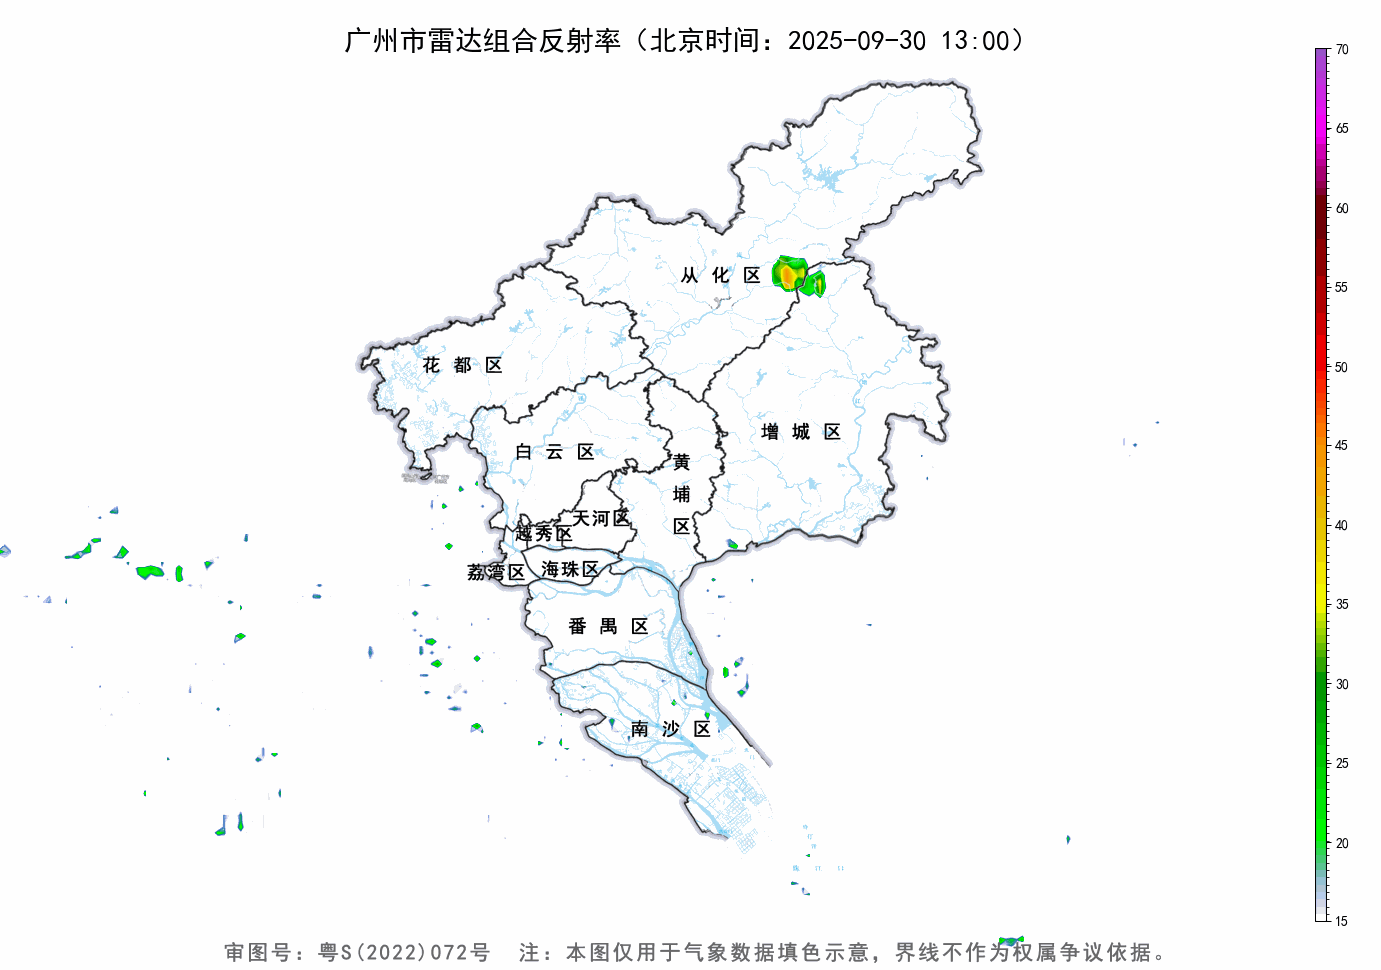 广州市雷达组合反射率（北京时间：2025-09-30 13:00）
70
65
60
55
50
45
40
35
30
25
20
15
从化区
花都区
增城区
白云区
黄埔区
天河区
越秀区
荔湾区
海珠区
番禺区
南沙区
审图号：粤S(2022)072号 注：本图仅用于气象数据填色示意，界线不作为权属争议依据。